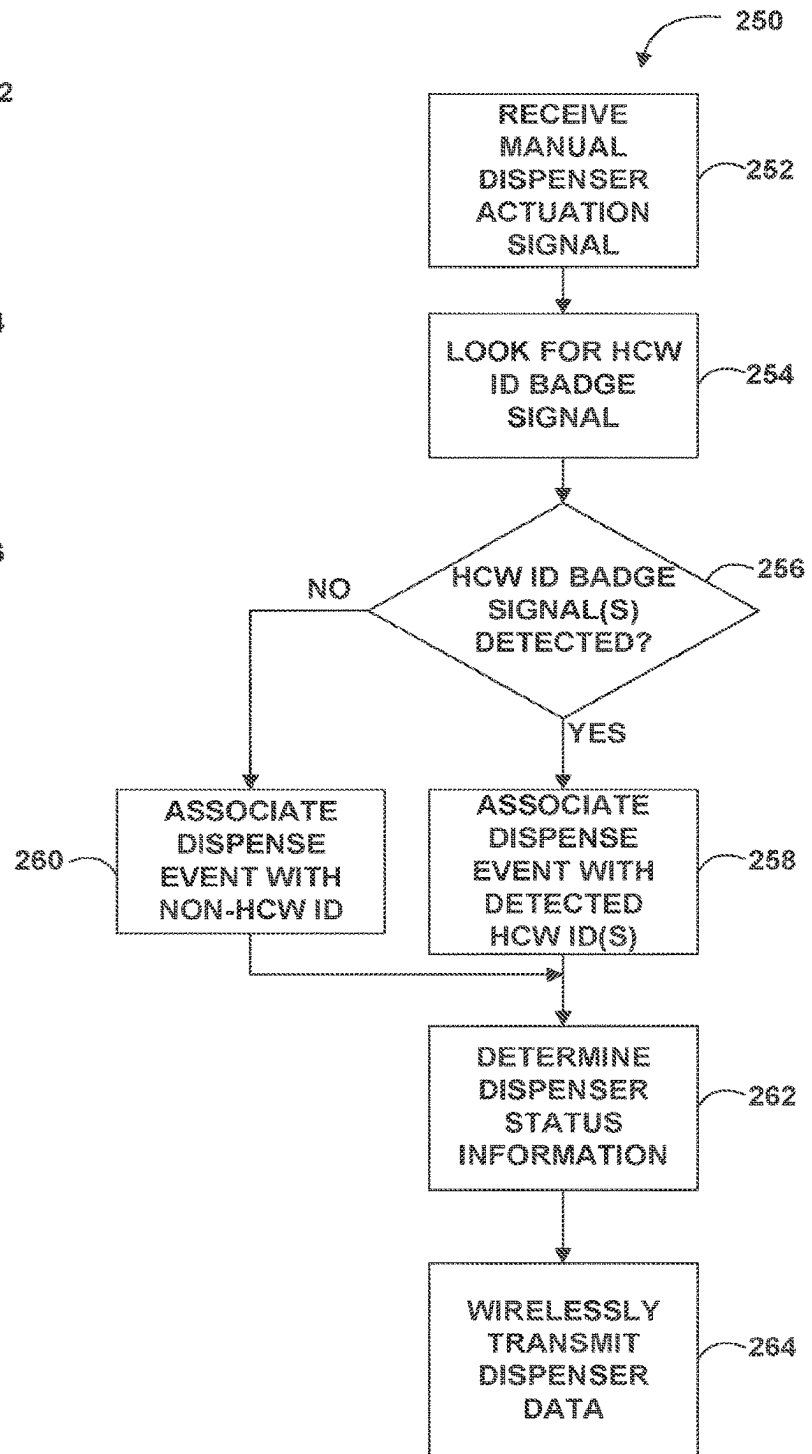 250
2
RECEIVE
MANUAL
DISPENSER
ACTUATION
SIGNAL
252
4
LOOK FOR HCW
ID BADGE
SIGNAL
254
HCW ID BADGE
SIGNAL(S)
DETECTED?
256
NO
YES
ASSOCIATE
DISPENSE
EVENT WITH
NON-HCW ID
260
ASSOCIATE
DISPENSE
EVENT WITH
DETECTED
HCW ID(S)
258
DETERMINE
DISPENSER
STATUS
INFORMATION
262
WIRELESSLY
TRANSMIT
DISPENSER
DATA
264